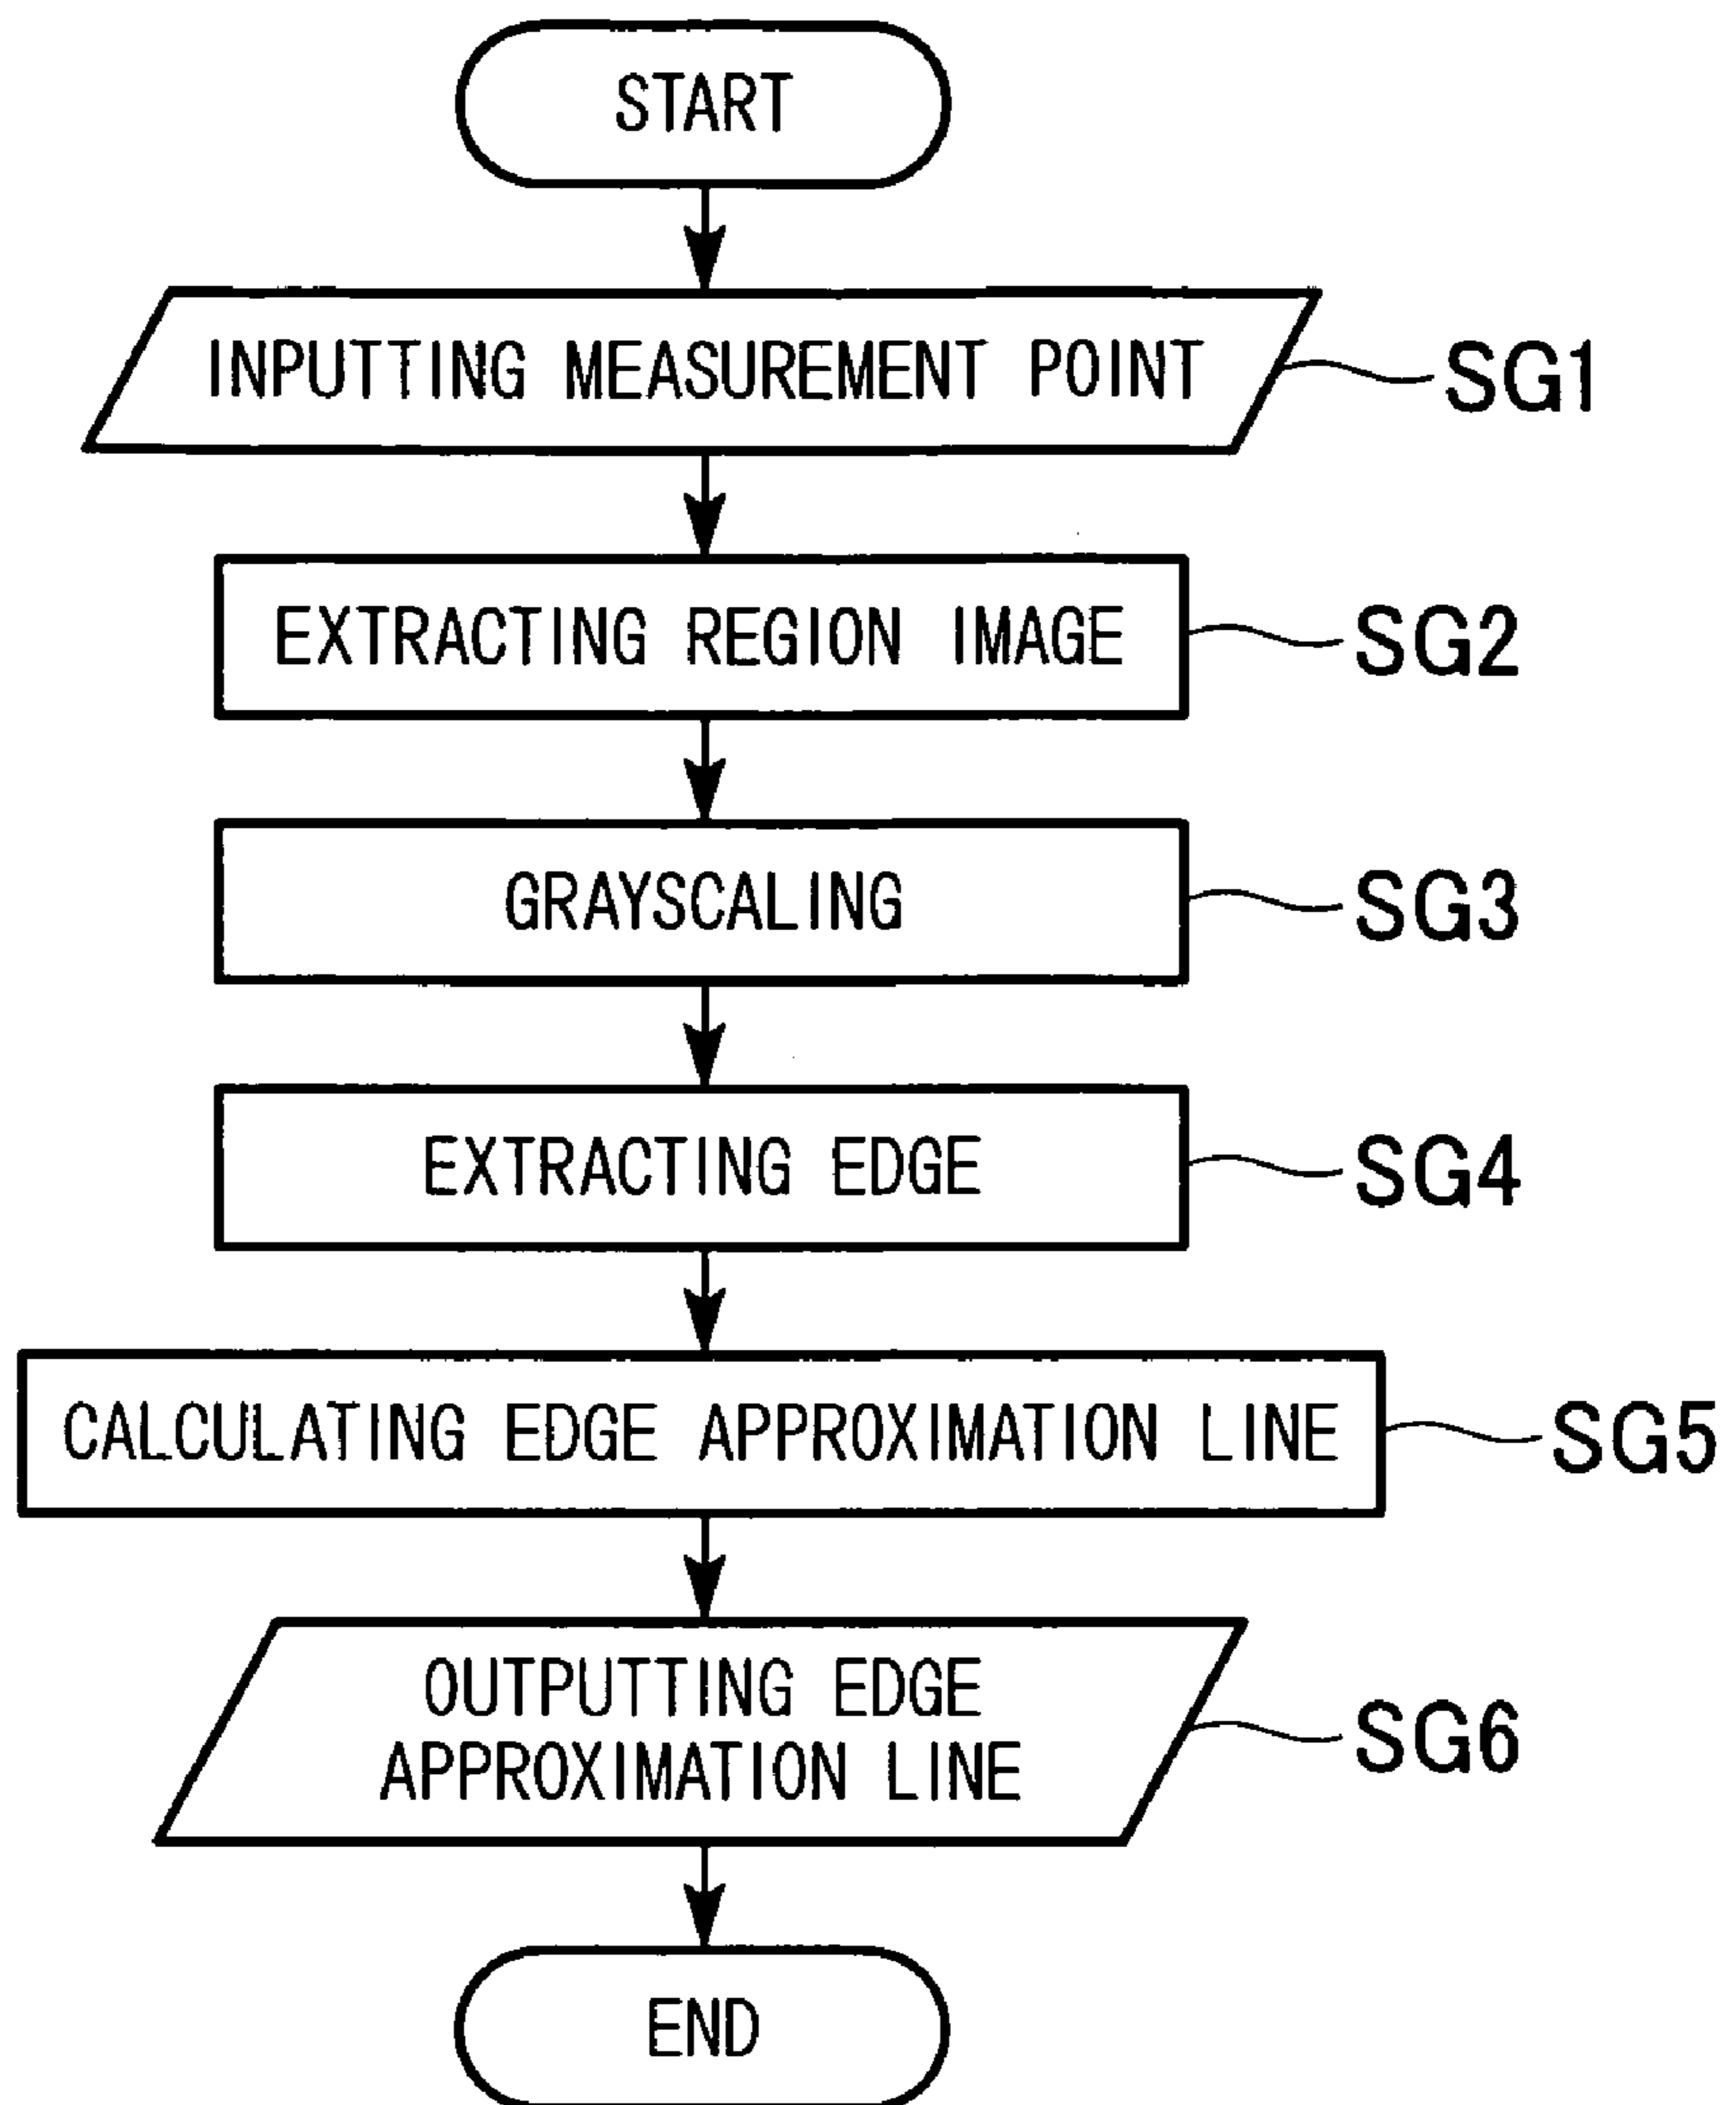 START
INPUTTING MEASUREMENT POINT
SG1
EXTRACTING REGION IMAGE
SG2
GRAYSCALING
SG3
EXTRACTING EDGE
SG4
CALCULATING EDGE APPROXIMATION LINE
SG5
OUTPUTTING EDGE
APPROXIMATION LINE
SG6
END